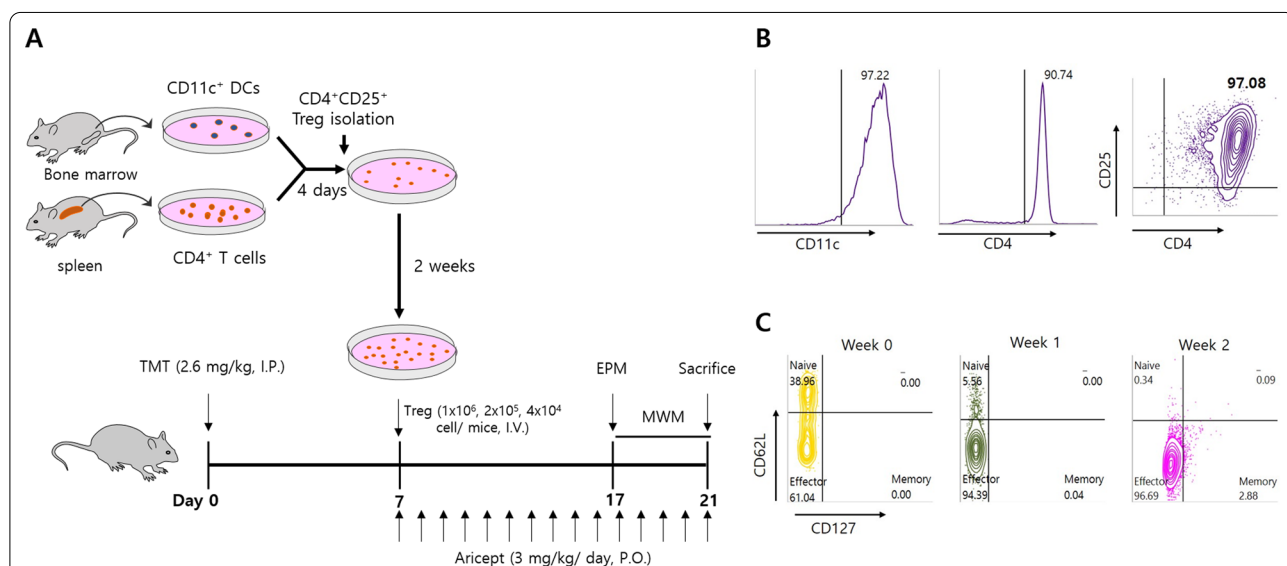 A
CD11c⁺ DCs
CD4⁺CD25⁺
Treg isolation
Bone marrow
4 days
spleen
CD4⁺ T cells
2 weeks
TMT (2.6 mg/kg, I.P.)
EPM
Sacrifice
Treg (1x10⁶, 2x10⁵, 4x10⁴
cell/ mice, I.V.)
MWM
Day 0
7
17
21
Aricept (3 mg/kg/ day, P.O.)
B
97.22
CD11c
90.74
CD4
97.08
CD25
CD4
C
Week 0
Naive
38.96
–
0.00
CD62L
Effector
61.04
Memory
0.00
CD127
Week 1
Naive
5.56
–
0.00
Effector
94.39
Memory
0.04
Week 2
Naive
0.34
–
0.09
Effector
96.69
Memory
2.88